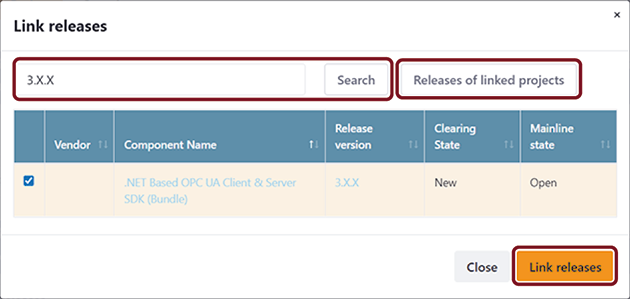 Link releases
×
3.X.X
Search
Releases of linked projects
Vendor
Component Name
Release version
Clearing State
Mainline state
.NET Based OPC UA Client & Server
SDK (Bundle)
3.X.X
New
Open
Close
Link releases